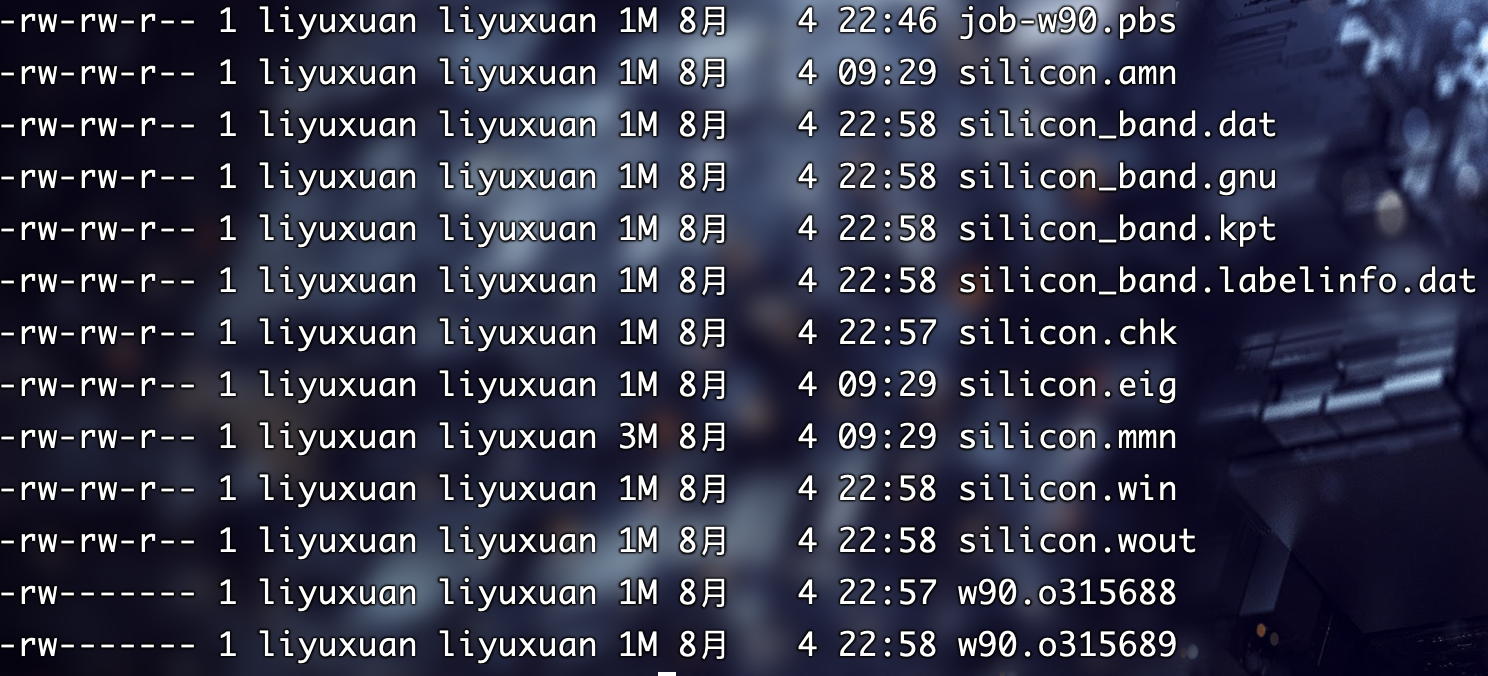 -rw-rw-r-- 1 liyuxuan liyuxuan 1M 8月    4 22:46 job-w90.pbs
-rw-rw-r-- 1 liyuxuan liyuxuan 1M 8月    4 09:29 silicon.amn
-rw-rw-r-- 1 liyuxuan liyuxuan 1M 8月    4 22:58 silicon_band.dat
-rw-rw-r-- 1 liyuxuan liyuxuan 1M 8月    4 22:58 silicon_band.gnu
-rw-rw-r-- 1 liyuxuan liyuxuan 1M 8月    4 22:58 silicon_band.kpt
-rw-rw-r-- 1 liyuxuan liyuxuan 1M 8月    4 22:58 silicon_band.labelinfo.dat
-rw-rw-r-- 1 liyuxuan liyuxuan 1M 8月    4 22:57 silicon.chk
-rw-rw-r-- 1 liyuxuan liyuxuan 1M 8月    4 09:29 silicon.eig
-rw-rw-r-- 1 liyuxuan liyuxuan 3M 8月    4 09:29 silicon.mmn
-rw-rw-r-- 1 liyuxuan liyuxuan 1M 8月    4 22:58 silicon.win
-rw-rw-r-- 1 liyuxuan liyuxuan 1M 8月    4 22:58 silicon.wout
-rw------- 1 liyuxuan liyuxuan 1M 8月    4 22:57 w90.o315688
-rw------- 1 liyuxuan liyuxuan 1M 8月    4 22:58 w90.o315689